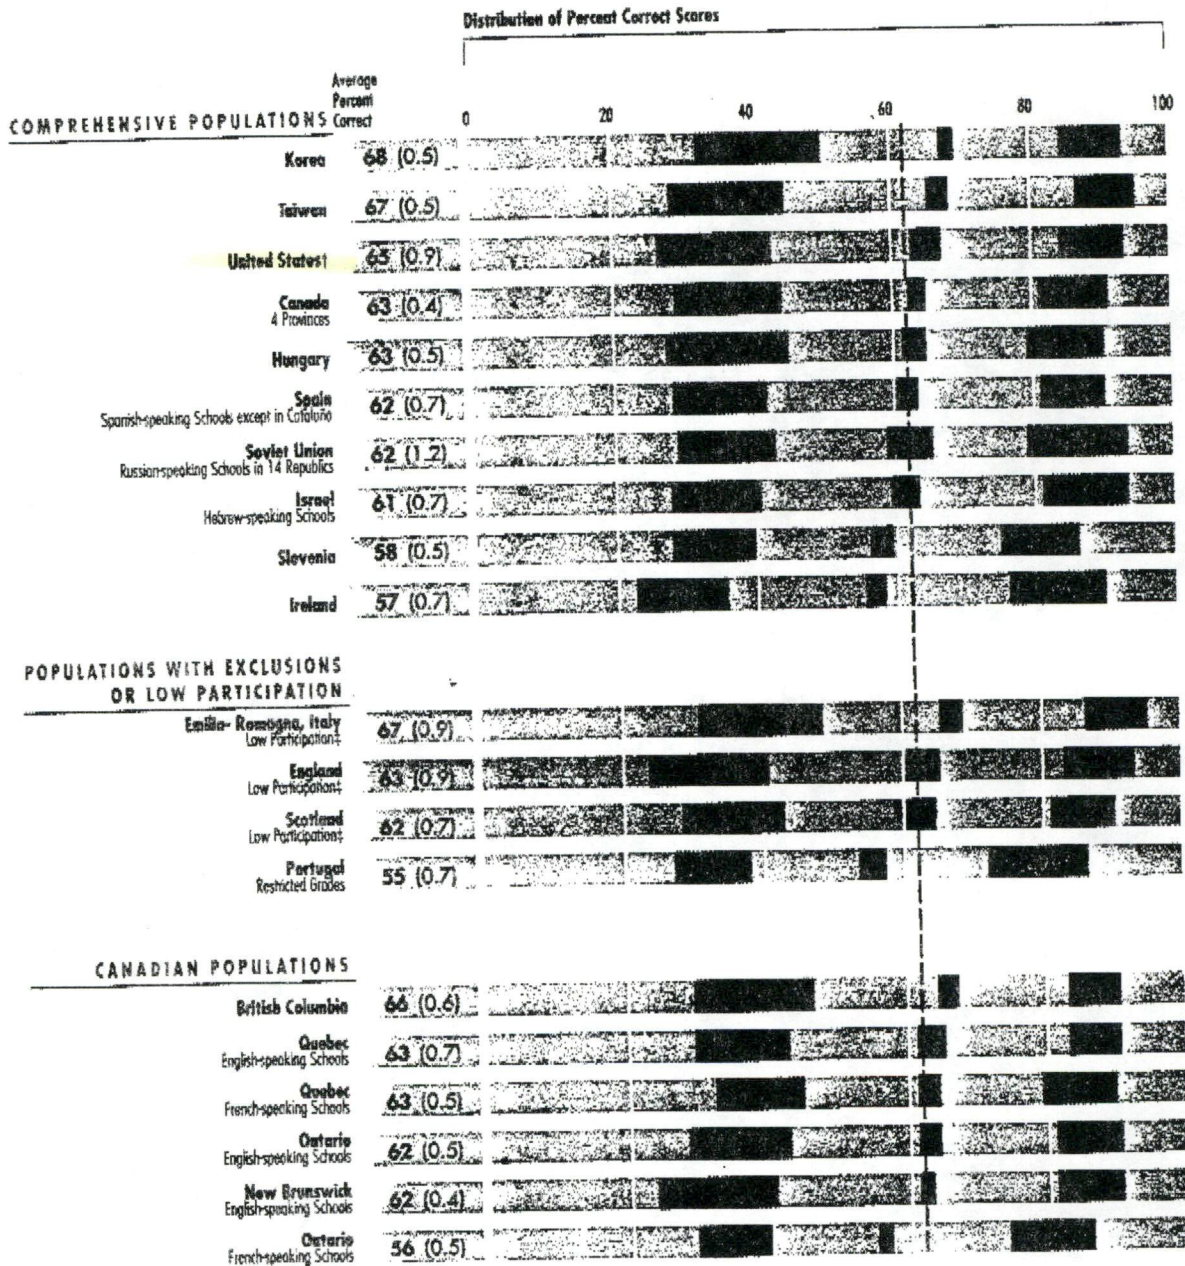 Distribution of Percent Correct Scores
Average
Percent
Correct
0 20 40 60 80 100
COMPREHENSIVE POPULATIONS
Korea 68 (0.5)
Taiwan 67 (0.5)
United States† 65 (0.9)
Canada 63 (0.4)
4 Provinces
Hungary 63 (0.5)
Spain 62 (0.7)
Spanish-speaking Schools except in Cataluño
Soviet Union 62 (1.2)
Russian-speaking Schools in 14 Republics
Israel 61 (0.7)
Hebrew-speaking Schools
Slovenia 58 (0.5)
Ireland 57 (0.7)
POPULATIONS WITH EXCLUSIONS
OR LOW PARTICIPATION
Emilia-Romagna, Italy 67 (0.9)
Low Participation‡
England 63 (0.9)
Low Participation‡
Scotland 62 (0.7)
Low Participation‡
Portugal 55 (0.7)
Restricted Grades
CANADIAN POPULATIONS
British Columbia 66 (0.6)
Quebec 63 (0.7)
English-speaking Schools
Quebec 63 (0.5)
French-speaking Schools
Ontario 62 (0.5)
English-speaking Schools
New Brunswick 62 (0.4)
English-speaking Schools
Ontario 56 (0.5)
French-speaking Schools